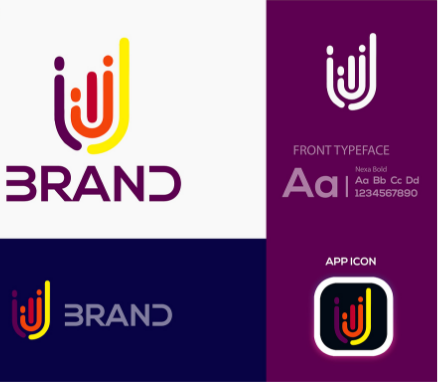 BRAND
FRONT TYPEFACE
Aa
Nexa Bold
Aa Bb Cc Dd
1234567890
BRAND
APP ICON